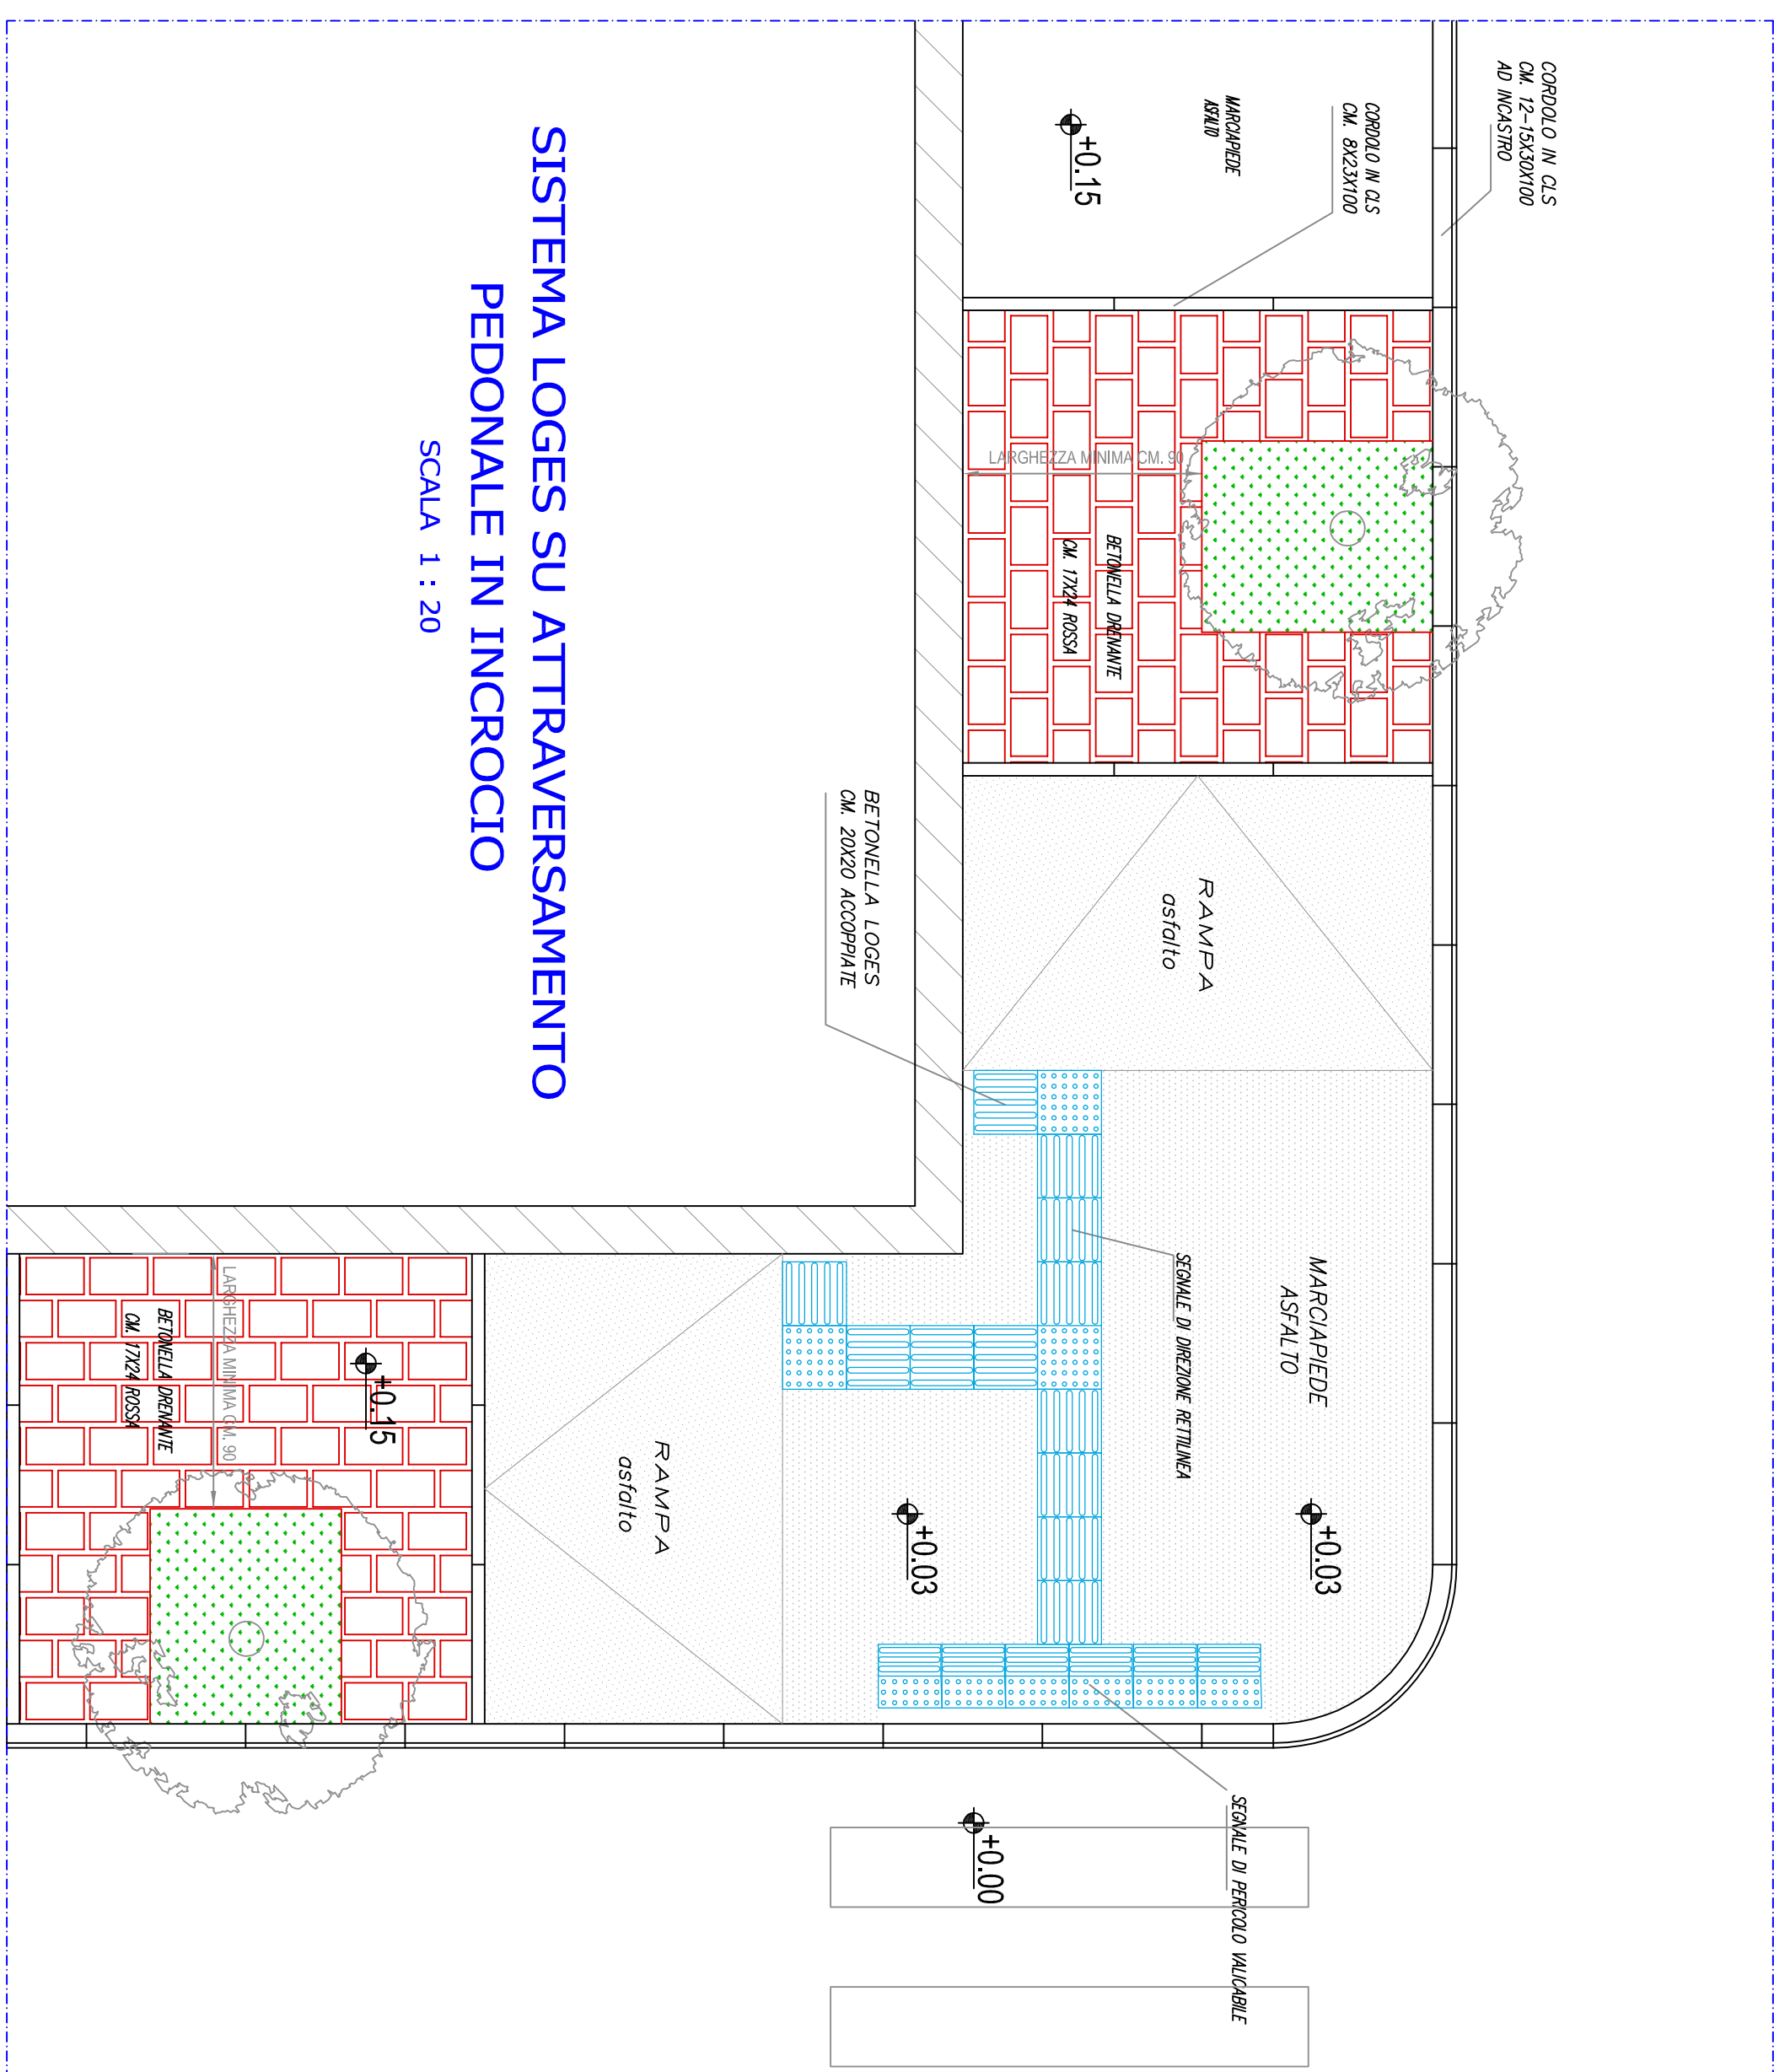 CORDOLO IN CLS
CM. 12-15X30X100
AD INCASTRO
CORDOLO IN CLS
CM. 8X23X100
MARCIAPIEDE
ASFALTO
+0.15
LARGHEZZA MINIMA CM. 90
BETONELLA DRENANTE
CM. 17X24 ROSSA
RAMPA
asfalto
BETONELLA LOGES
CM. 20X20 ACCOPPIATE
SISTEMA LOGES SU ATTRAVERSAMENTO
PEDONALE IN INCROCIO
SCALA 1 : 20
MARCIAPIEDE
ASFALTO
SEGNALE DI DIREZIONE RETTILINEA
+0.03
+0.03
RAMPA
asfalto
+0.15
LARGHEZZA MINIMA CM. 90
BETONELLA DRENANTE
CM. 17X24 ROSSA
SEGNALE DI PERICOLO VALICABILE
+0.00